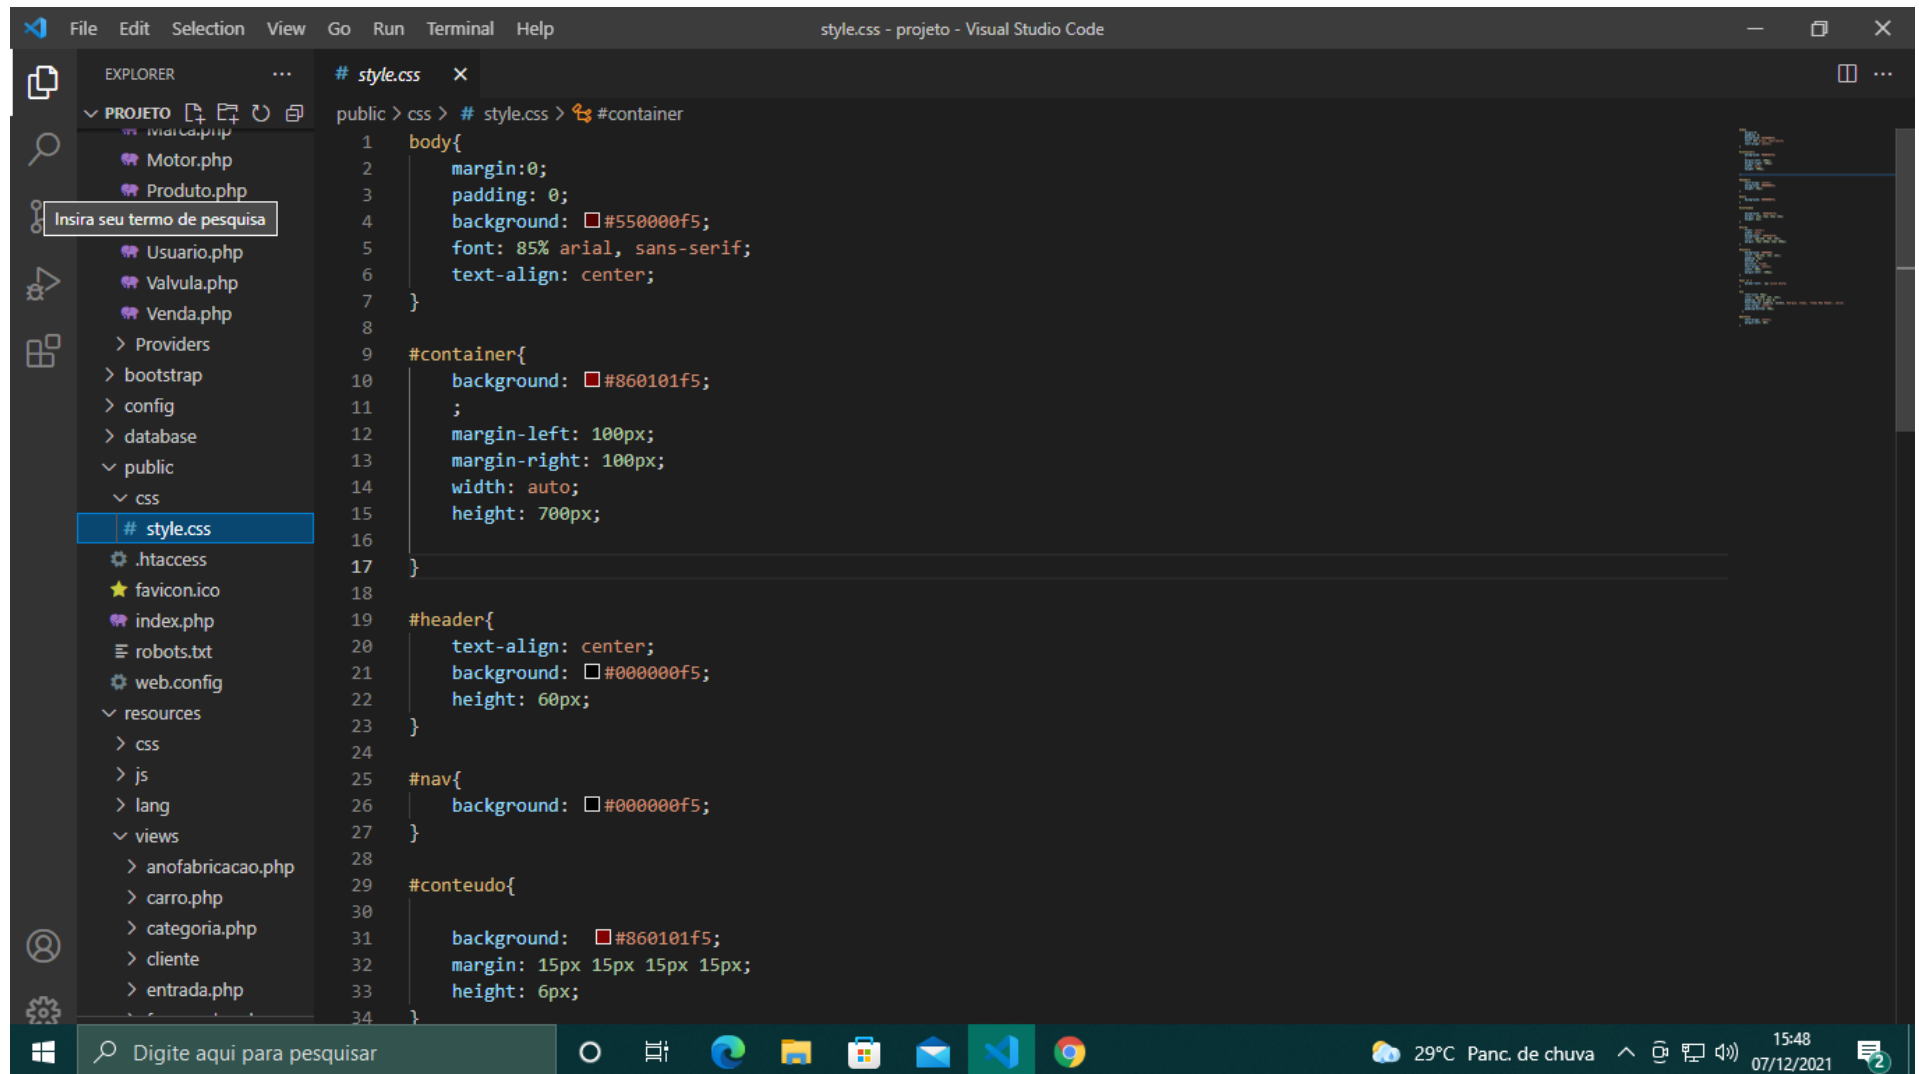 File Edit Selection View Go Run Terminal Help
style.css - projeto - Visual Studio Code
EXPLORER
PROJETO
Marca.php
Motor.php
Produto.php
Insira seu termo de pesquisa
Usuario.php
Valvula.php
Venda.php
Providers
bootstrap
config
database
public
css
# style.css
.htaccess
favicon.ico
index.php
robots.txt
web.config
resources
css
js
lang
views
anofabricacao.php
carro.php
categoria.php
cliente
entrada.php
# style.css
public > css > # style.css > #container
1 body{
2 margin:0;
3 padding: 0;
4 background: #550000f5;
5 font: 85% arial, sans-serif;
6 text-align: center;
7 }
8
9 #container{
10 background: #860101f5;
11 ;
12 margin-left: 100px;
13 margin-right: 100px;
14 width: auto;
15 height: 700px;
16
17 }
18
19 #header{
20 text-align: center;
21 background: #000000f5;
22 height: 60px;
23 }
24
25 #nav{
26 background: #000000f5;
27 }
28
29 #conteudo{
30
31 background: #860101f5;
32 margin: 15px 15px 15px 15px;
33 height: 6px;
34 }
Digite aqui para pesquisar
29°C Panc. de chuva
15:48
07/12/2021
2